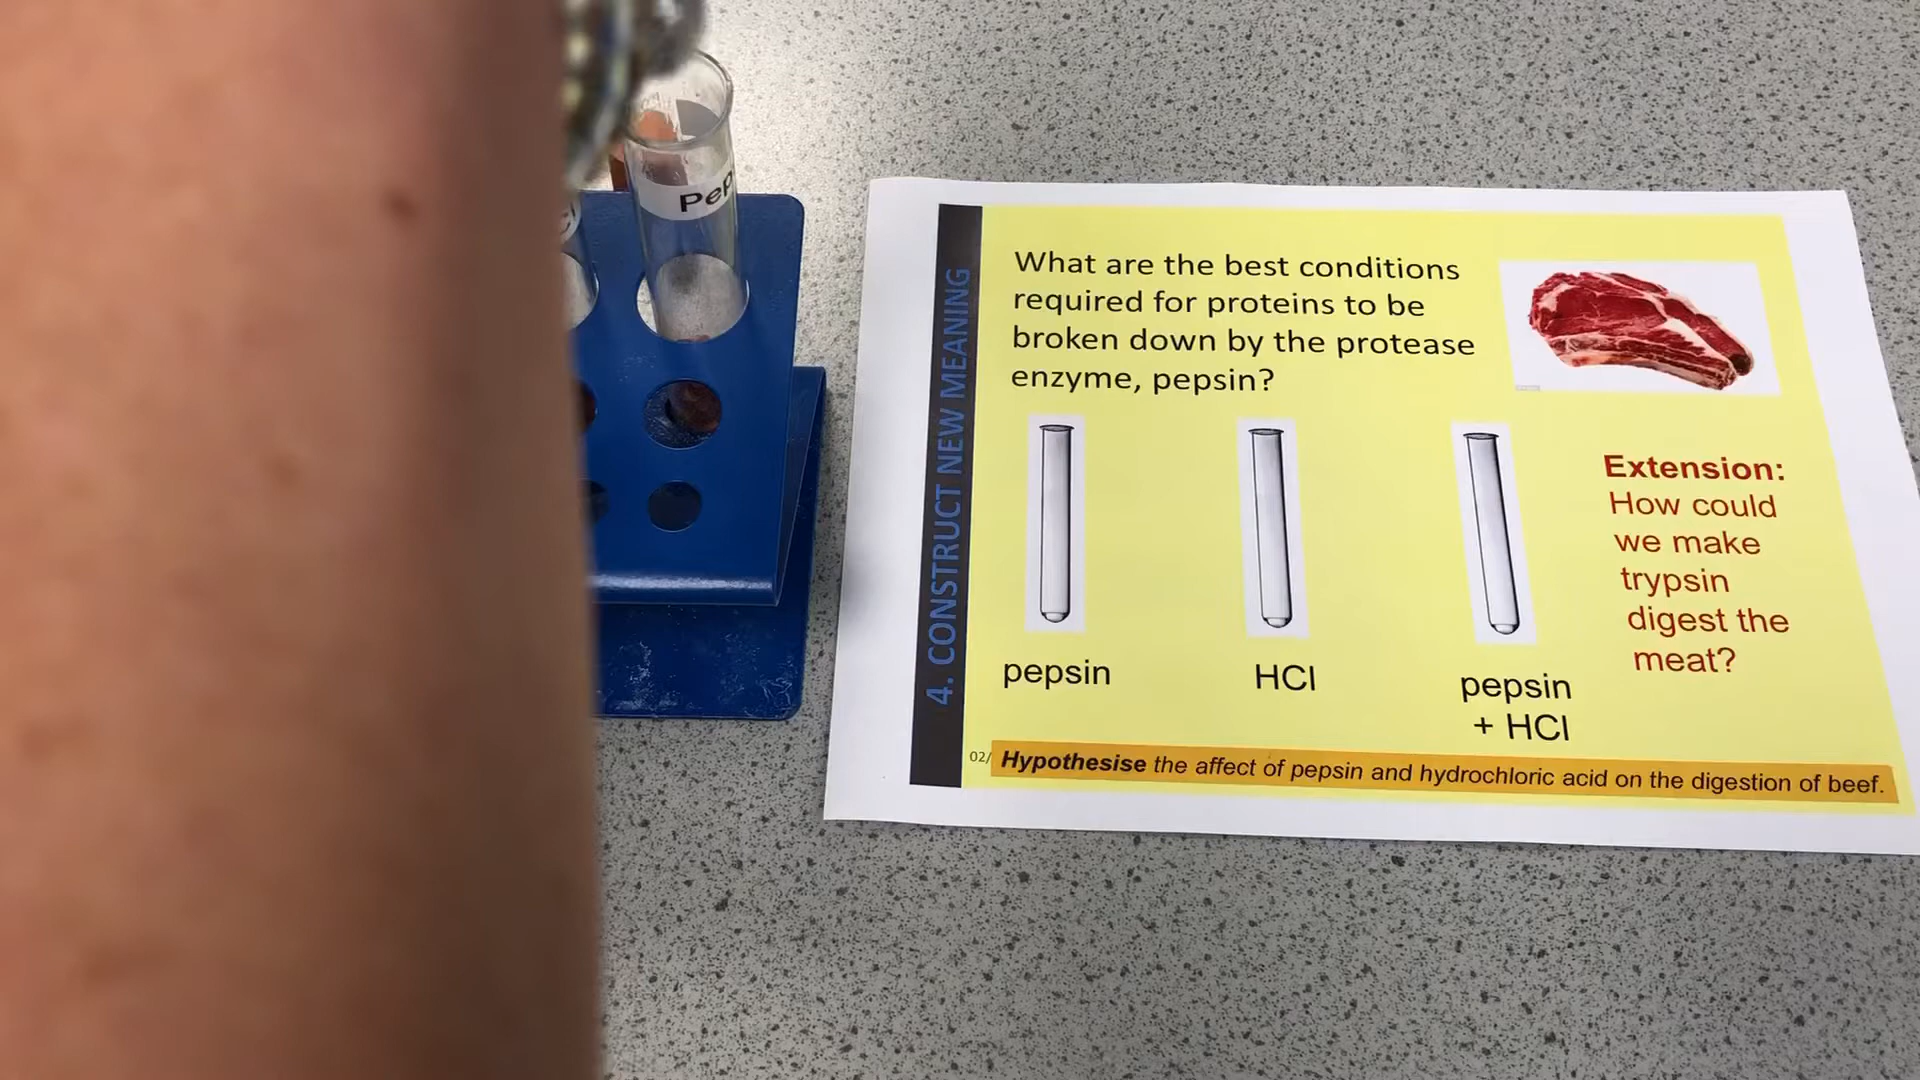 Pep
4. CONSTRUCT NEW MEANING
What are the best conditions
required for proteins to be
broken down by the protease
enzyme, pepsin?
pepsin
HCl
pepsin
+ HCl
Extension:
How could
we make
trypsin
digest the
meat?
02/
Hypothesise the affect of pepsin and hydrochloric acid on the digestion of beef.